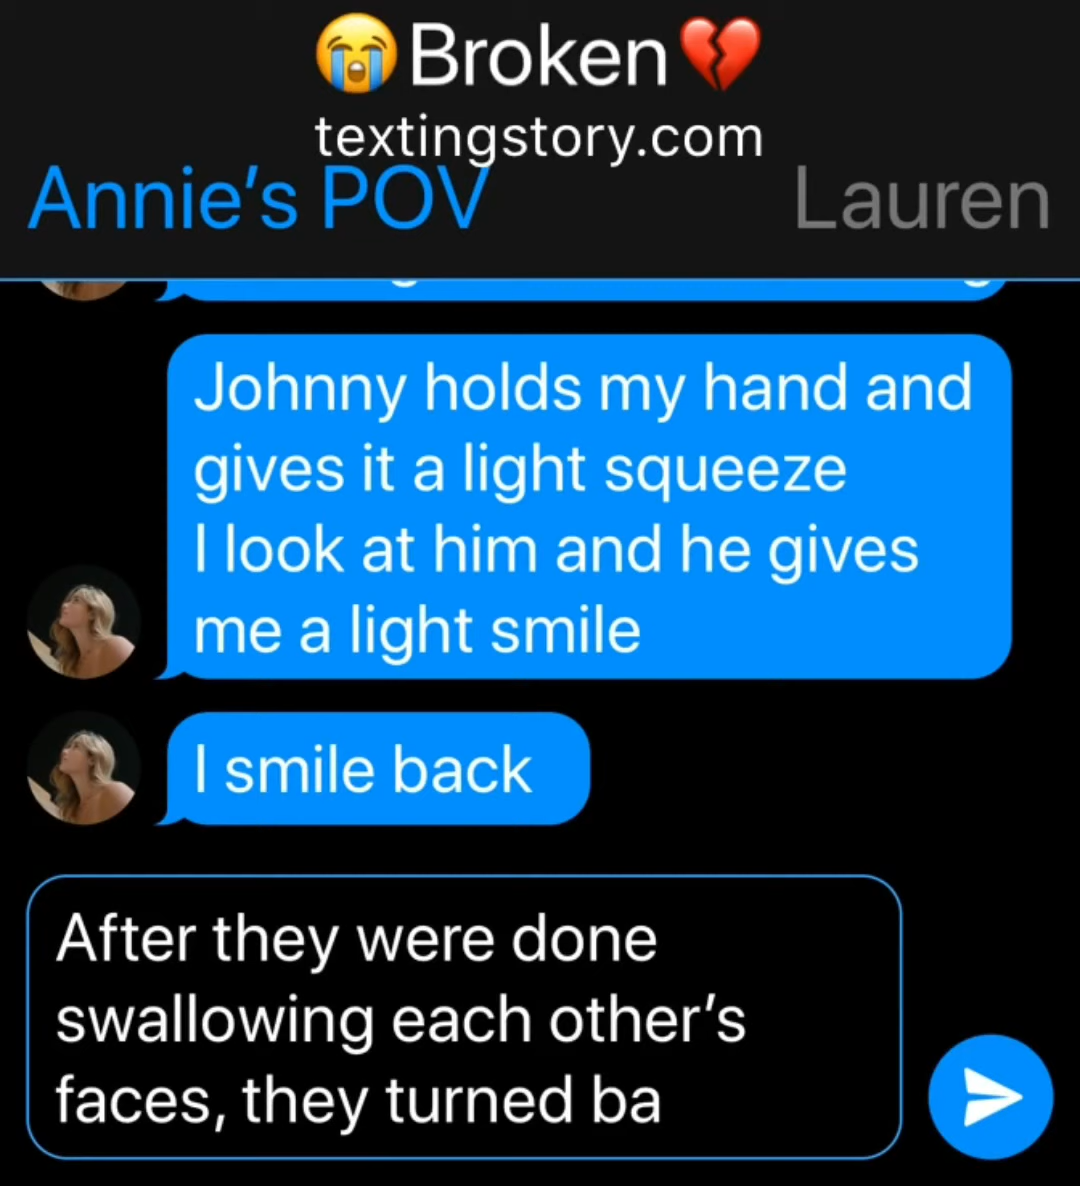 😭Broken💔
textingstory.com
Annie's POV
Lauren
Johnny holds my hand and
gives it a light squeeze
I look at him and he gives
me a light smile
I smile back
After they were done
swallowing each other's
faces, they turned ba